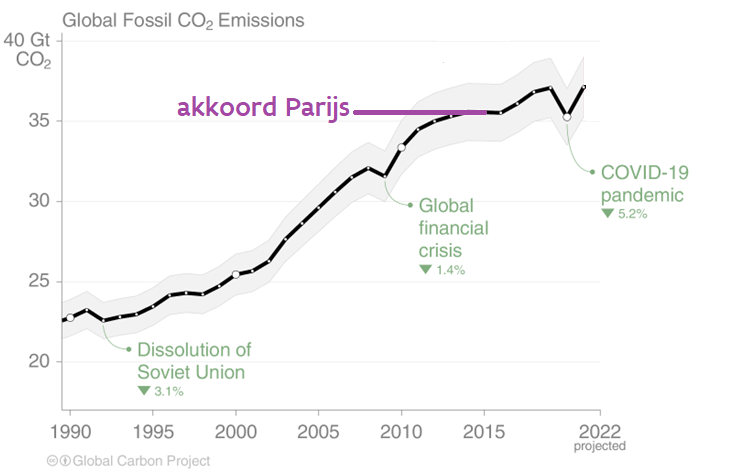 Global Fossil CO₂ Emissions
40 Gt
CO₂
akkoord Parijs
35
30
25
20
COVID-19
pandemic
▼ 5.2%
Global
financial
crisis
▼ 1.4%
Dissolution of
Soviet Union
▼ 3.1%
1990 1995 2000 2005 2010 2015 2022
projected
Global Carbon Project